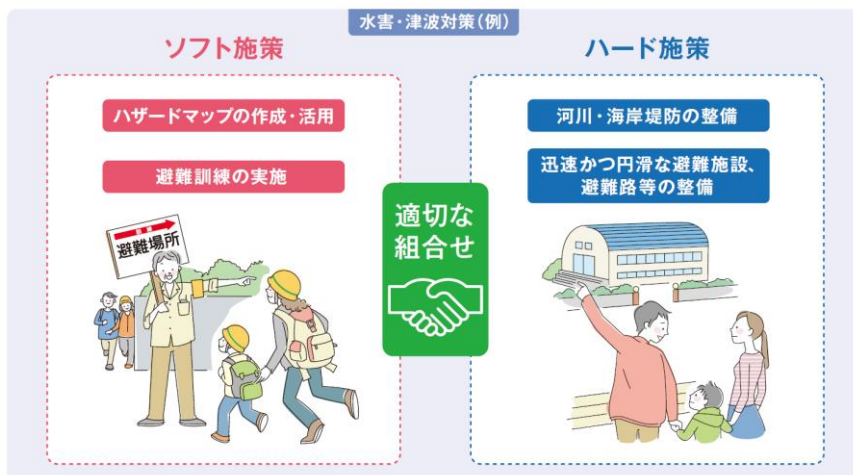 水害・津波対策(例)
ソフト施策
ハザードマップの作成・活用
避難訓練の実施
避難場所
適切な
組合せ
ハード施策
河川・海岸堤防の整備
迅速かつ円滑な避難施設、
避難路等の整備